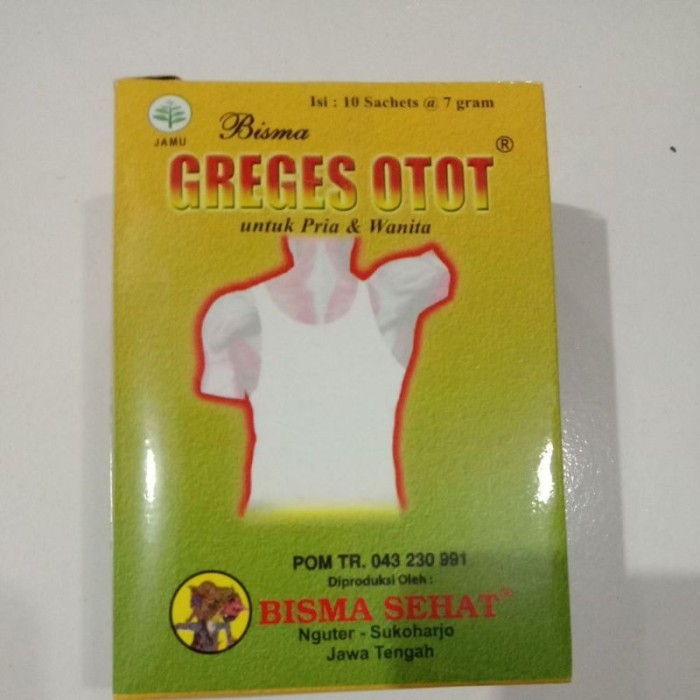 Isi : 10 Sachets @ 7 gram
JAMU
Bisma
GREGES OTOT ®
untuk Pria & Wanita
POM TR. 043 230 991
Diproduksi Oleh :
BISMA SEHAT ®
Nguter - Sukoharjo
Jawa Tengah